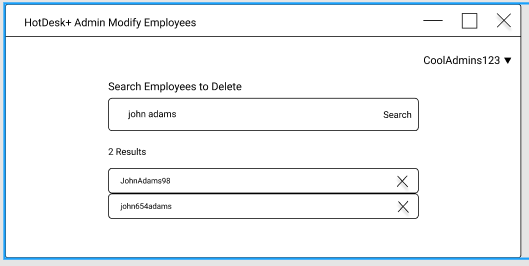 HotDesk+ Admin Modify Employees
CoolAdmins123 ▼
Search Employees to Delete
john adams Search
2 Results
JohnAdams98
john654adams